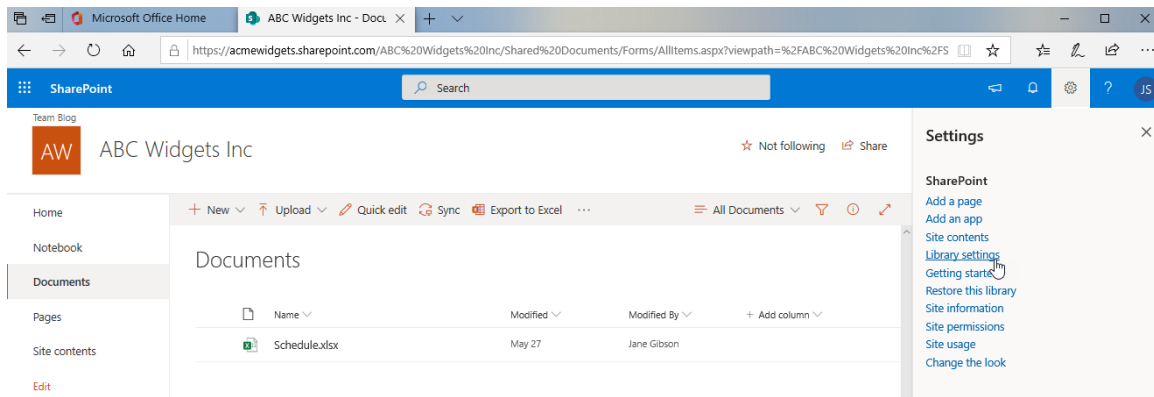 Microsoft Office Home
ABC Widgets Inc - Docu
https://acmewidgets.sharepoint.com/ABC%20Widgets%20Inc/Shared%20Documents/Forms/AllItems.aspx?viewpath=%2FABC%20Widgets%20Inc%2FS
SharePoint
Search
JS
Team Blog
AW
ABC Widgets Inc
Not following
Share
Home
Notebook
Documents
Pages
Site contents
Edit
New
Upload
Quick edit
Sync
Export to Excel
All Documents
Documents
Name
Modified
Modified By
Add column
Schedule.xlsx
May 27
Jane Gibson
Settings
SharePoint
Add a page
Add an app
Site contents
Library settings
Getting starte
Restore this library
Site information
Site permissions
Site usage
Change the look